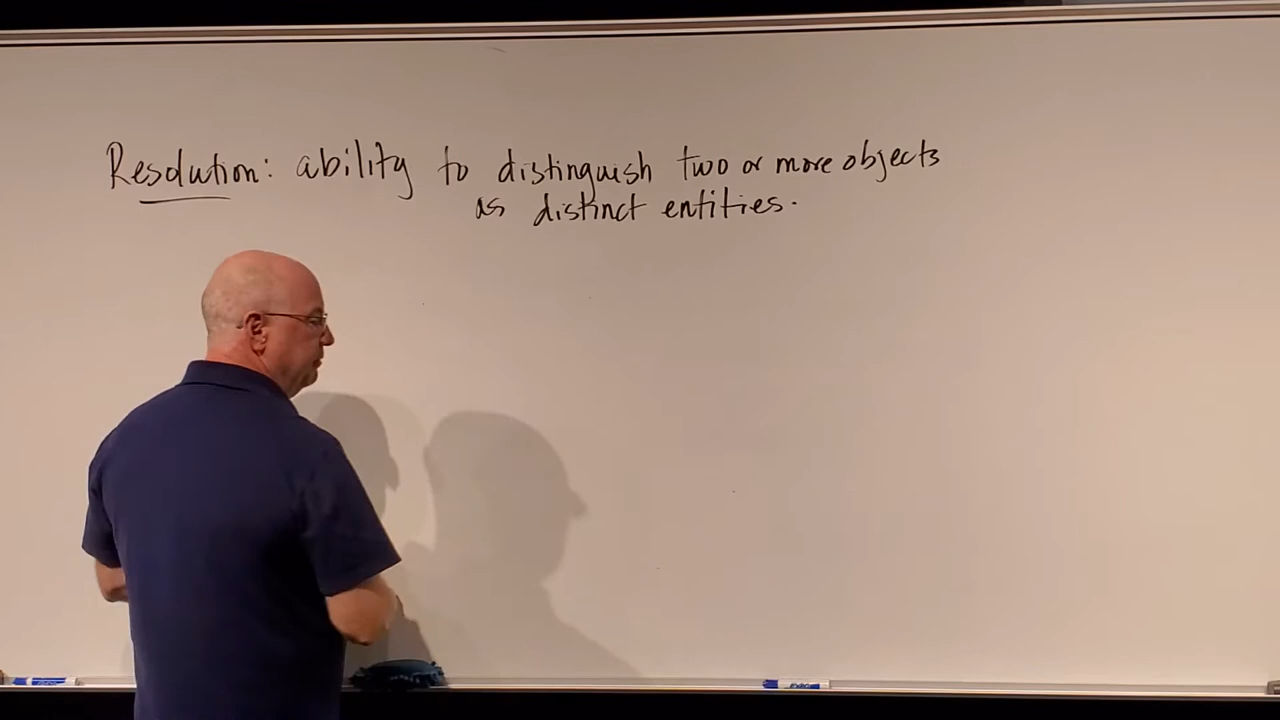 Resolution: ability to distinguish two or more objects
as distinct entities.